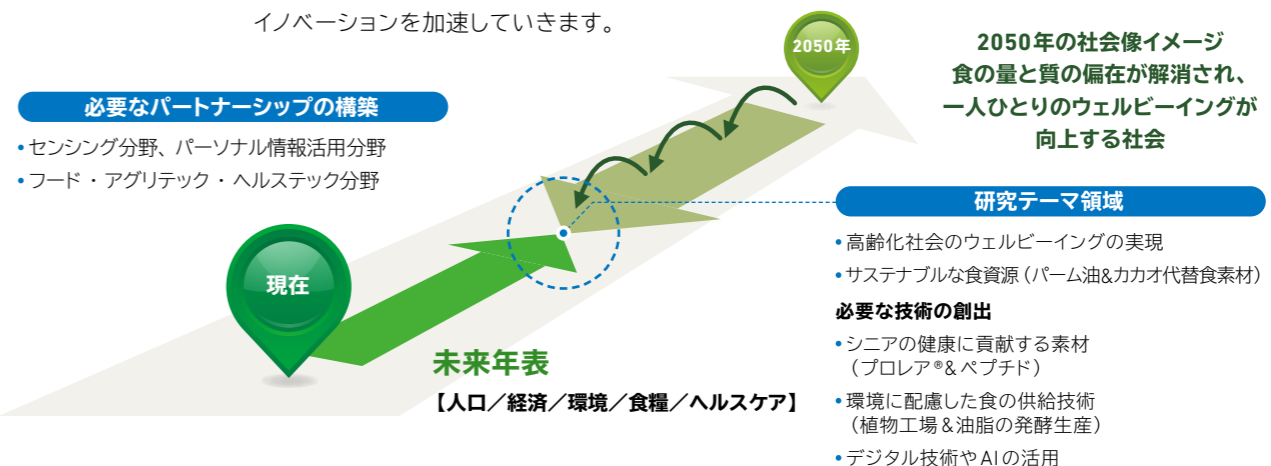 イノベーションを加速していきます。
2050年
2050年の社会像イメージ
食の量と質の偏在が解消され、
一人ひとりのウェルビーイングが
向上する社会
必要なパートナーシップの構築
•センシング分野、パーソナル情報活用分野
•フード・アグリテック・ヘルステック分野
現在
未来年表
【人口／経済／環境／食糧／ヘルスケア】
研究テーマ領域
•高齢化社会のウェルビーイングの実現
•サステナブルな食資源（パーム油&カカオ代替食素材）
必要な技術の創出
•シニアの健康に貢献する素材
（プロレア®&ペプチド）
•環境に配慮した食の供給技術
（植物工場&油脂の発酵生産）
•デジタル技術やAIの活用